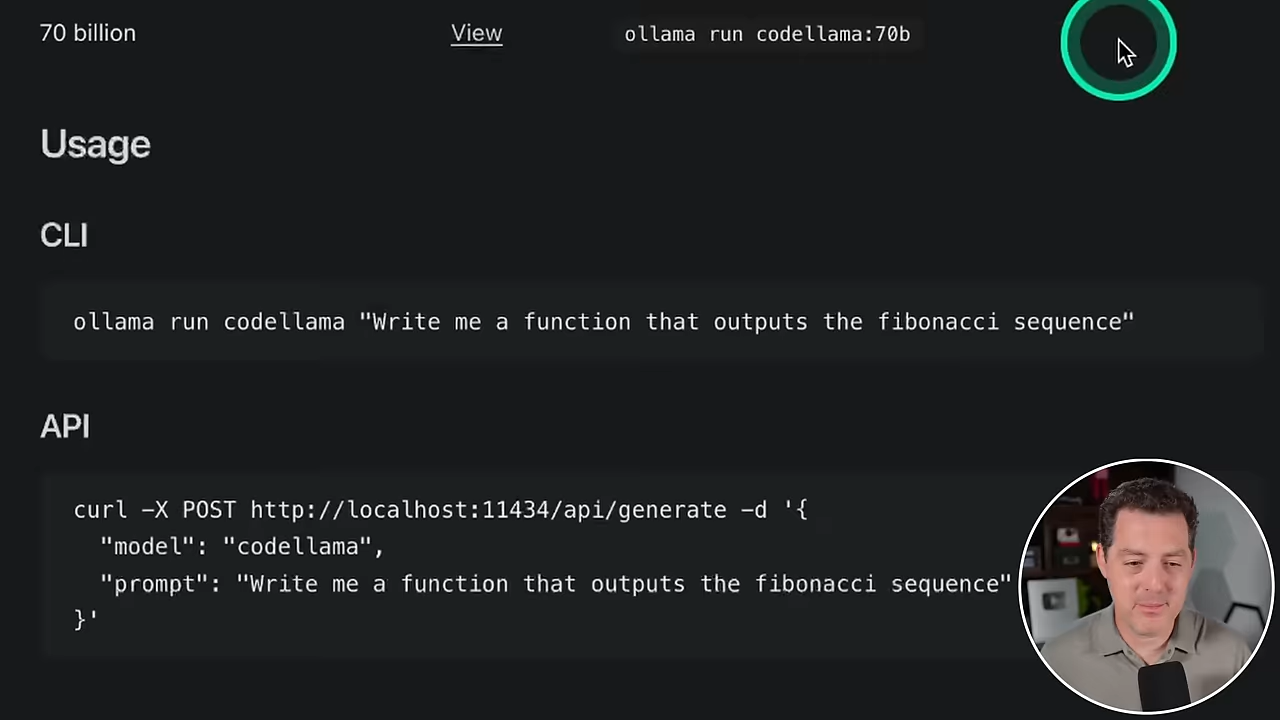 70 billion View ollama run codellama:70b
Usage
CLI
ollama run codellama "Write me a function that outputs the fibonacci sequence"
API
curl -X POST http://localhost:11434/api/generate -d '{
"model": "codellama",
"prompt": "Write me a function that outputs the fibonacci sequence"
}'